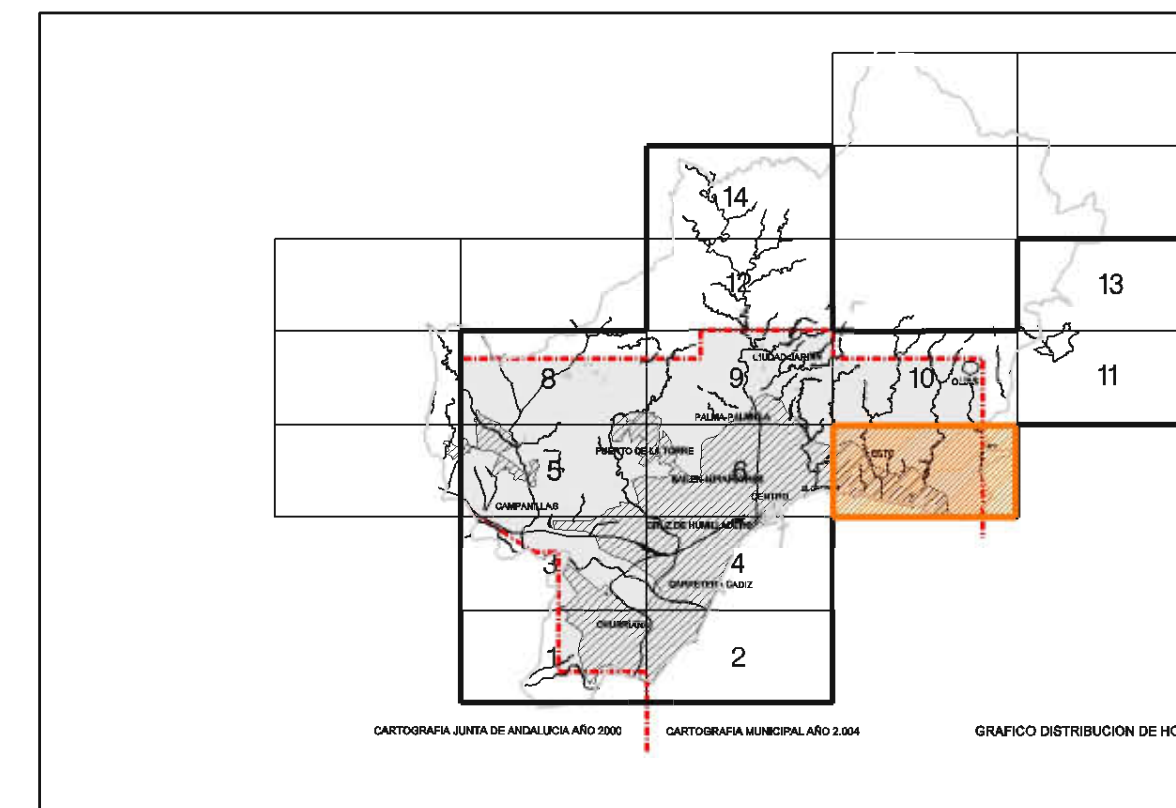 14
12
13
CIUDAD JARDIN
8
9
10
OLIAS
11
PALMA-PALMILLA
PUERTO DE LA TORRE
ESTE
5
6
BAILEN-MIRAFLORES
CENTRO
CAMPANILLAS
CRUZ DE HUMILLADERO
3
4
CARRETERA CADIZ
CHURRIANA
1
2
CARTOGRAFIA JUNTA DE ANDALUCIA AÑO 2000
CARTOGRAFIA MUNICIPAL AÑO 2.004
GRAFICO DISTRIBUCION DE HO